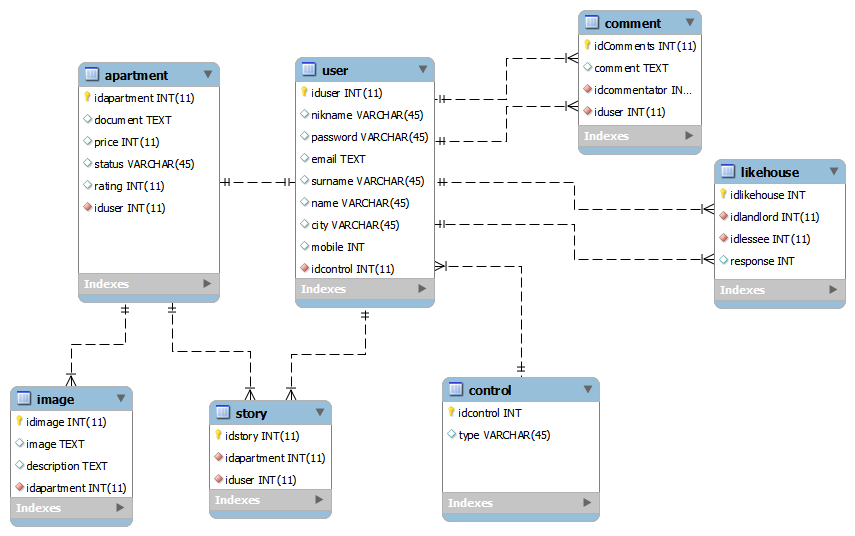 apartment
idapartment INT(11)
document TEXT
price INT(11)
status VARCHAR(45)
rating INT(11)
iduser INT(11)
Indexes
user
iduser INT(11)
nikname VARCHAR(45)
password VARCHAR(45)
email TEXT
surname VARCHAR(45)
name VARCHAR(45)
city VARCHAR(45)
mobile INT
idcontrol INT(11)
Indexes
comment
idComments INT(11)
comment TEXT
idcommentator IN...
iduser INT(11)
Indexes
likehouse
idlikehouse INT
idlandlord INT(11)
idlessee INT(11)
response INT
Indexes
image
idimage INT(11)
image TEXT
description TEXT
idapartment INT(11)
Indexes
story
idstory INT(11)
idapartment INT(11)
iduser INT(11)
Indexes
control
idcontrol INT
type VARCHAR(45)
Indexes